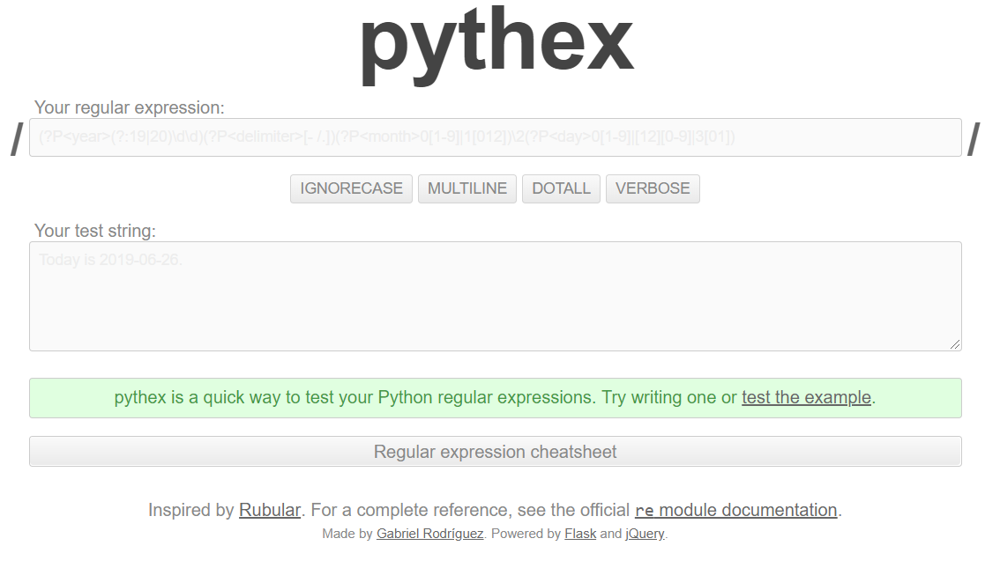 pythex
Your regular expression:
/ (?P<year>(?:19|20)\d\d)(?P<delimiter>[- /.])(?P<month>0[1-9]|1[012])\2(?P<day>0[1-9]|[12][0-9]|3[01]) /
IGNORECASE MULTILINE DOTALL VERBOSE
Your test string:
Today is 2019-06-26.
pythex is a quick way to test your Python regular expressions. Try writing one or test the example.
Regular expression cheatsheet
Inspired by Rubular. For a complete reference, see the official re module documentation.
Made by Gabriel Rodríguez. Powered by Flask and jQuery.